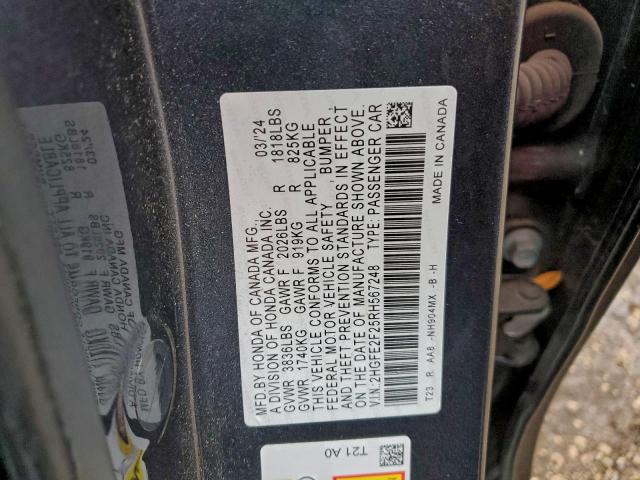 MFD.BY HONDA OF CANADA MFG. 03/24
A DIVISION OF HONDA CANADA INC.
GVWR 3836LBS GAWR F 2026LBS R 1818LBS
GVWR 1740KG GAWR F 919KG R 825KG
THIS VEHICLE CONFORMS TO ALL APPLICABLE
FEDERAL MOTOR VEHICLE SAFETY , BUMPER ,
AND THEFT PREVENTION STANDARDS IN EFFECT
ON THE DATE OF MANUFACTURE SHOWN ABOVE.
V.I.N.:2HGFE2F25RH567248 TYPE: PASSENGER CAR
T23 R AA8. -NH904MX -B -H MADE IN CANADA
T21 A0